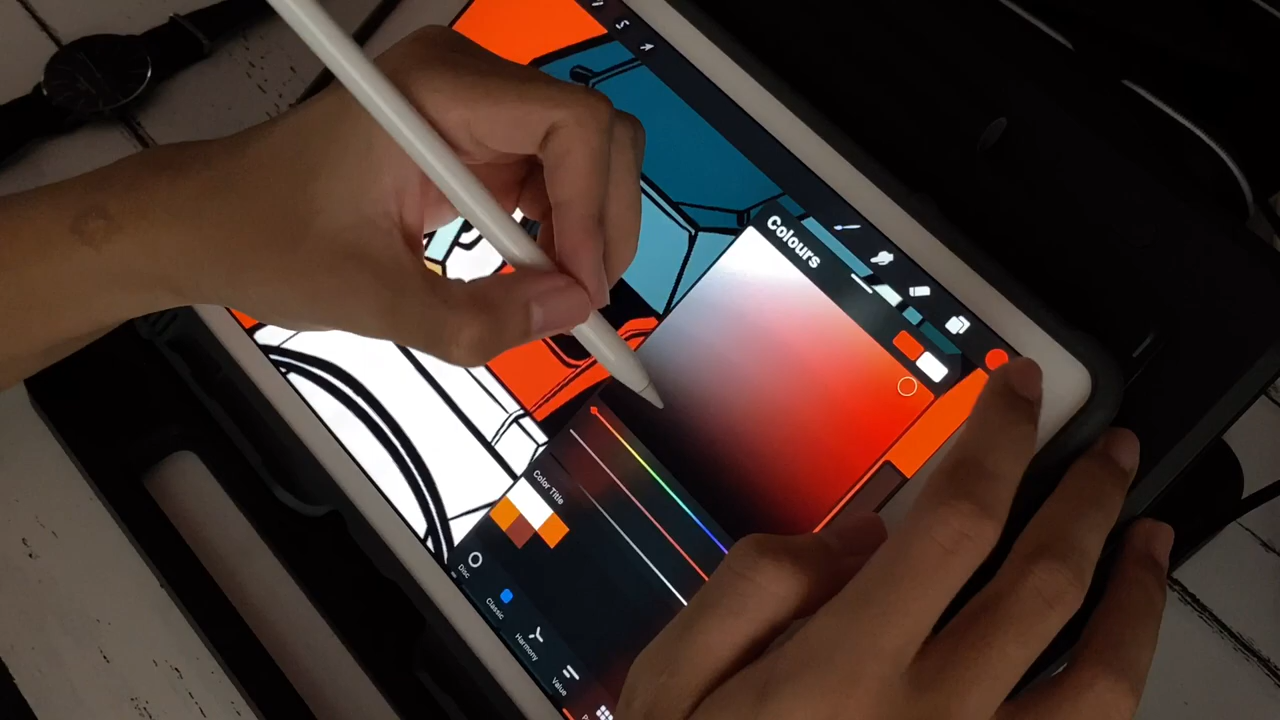 Colours
Color Title
Disc
Classic
Harmony
Value